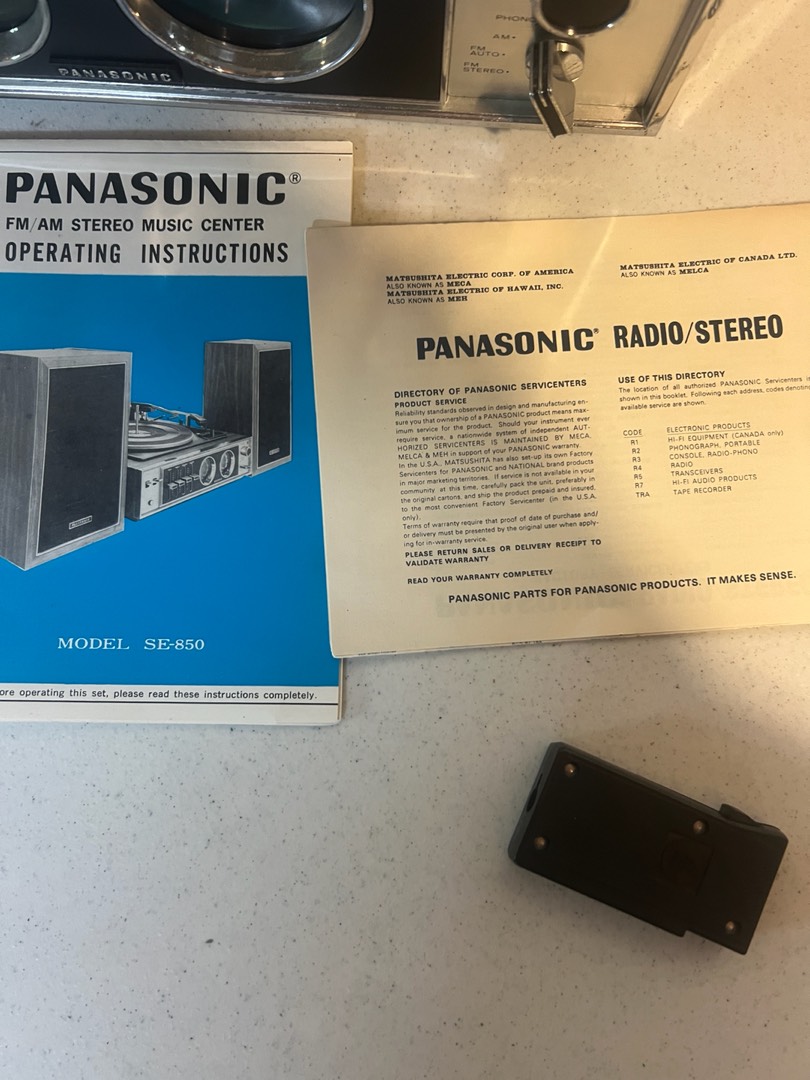 PANASONIC
PHONO
AM
FM
AUTO
FM
STEREO
PANASONIC®
FM/AM STEREO MUSIC CENTER
OPERATING INSTRUCTIONS
MODEL SE-850
ore operating this set, please read these instructions completely.
MATSUSHITA ELECTRIC CORP. OF AMERICA
ALSO KNOWN AS MECA
MATSUSHITA ELECTRIC OF HAWAII, INC.
ALSO KNOWN AS MEH
MATSUSHITA ELECTRIC OF CANADA LTD.
ALSO KNOWN AS MELCA
PANASONIC® RADIO/STEREO
DIRECTORY OF PANASONIC SERVICENTERS
PRODUCT SERVICE
Reliability standards observed in design and manufacturing en-
sure you that ownership of a PANASONIC product means max-
imum service for the product. Should your instrument ever
require service, a nationwide system of independent AUT-
HORIZED SERVICENTERS IS MAINTAINED BY MECA,
MELCA & MEH in support of your PANASONIC warranty.
In the U.S.A., MATSUSHITA has also set-up its own Factory
Servicenters for PANASONIC and NATIONAL brand products
in major marketing territories. If service is not available in your
community at this time, carefully pack the unit, preferably in
the original cartons, and ship the product prepaid and insured,
to the most convenient Factory Servicenter (in the U.S.A.
only).
Terms of warranty require that proof of date of purchase and/
or delivery must be presented by the original user when apply-
ing for in-warranty service.
PLEASE RETURN SALES OR DELIVERY RECEIPT TO
VALIDATE WARRANTY
READ YOUR WARRANTY COMPLETELY
USE OF THIS DIRECTORY
The location of all authorized PANASONIC Servicenters
shown in this booklet. Following each address, codes denoting
available service are shown.
CODE ELECTRONIC PRODUCTS
R1 HI-FI EQUIPMENT (CANADA only)
R2 PHONOGRAPH, PORTABLE
R3 CONSOLE, RADIO-PHONO
R4 RADIO
R5 TRANSCEIVERS
R7 HI-FI AUDIO PRODUCTS
TRA TAPE RECORDER
PANASONIC PARTS FOR PANASONIC PRODUCTS. IT MAKES SENSE.